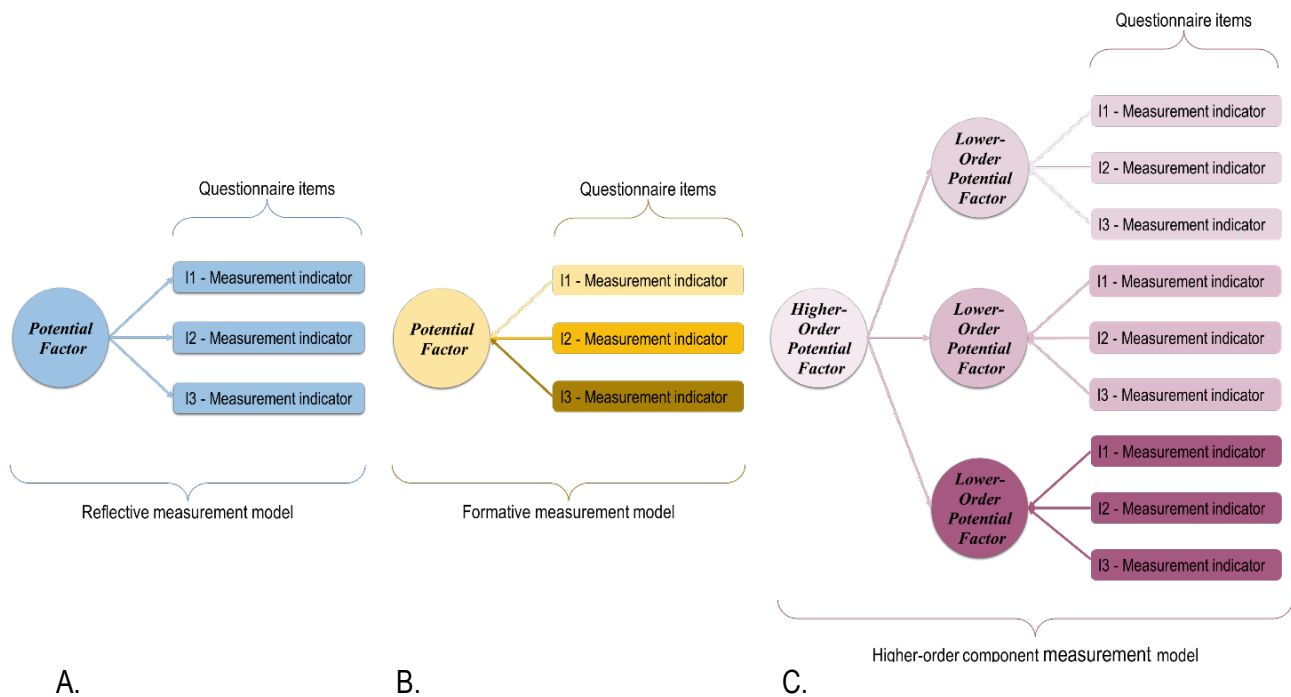 Questionnaire items
Potential
Factor
I1 - Measurement indicator
I2 - Measurement indicator
I3 - Measurement indicator
Reflective measurement model
A.
Questionnaire items
Potential
Factor
I1 - Measurement indicator
I2 - Measurement indicator
I3 - Measurement indicator
Formative measurement model
B.
Questionnaire items
Higher-
Order
Potential
Factor
Lower-
Order
Potential
Factor
I1 - Measurement indicator
I2 - Measurement indicator
I3 - Measurement indicator
Lower-
Order
Potential
Factor
I1 - Measurement indicator
I2 - Measurement indicator
I3 - Measurement indicator
Lower-
Order
Potential
Factor
I1 - Measurement indicator
I2 - Measurement indicator
I3 - Measurement indicator
Higher-order component measurement model
C.